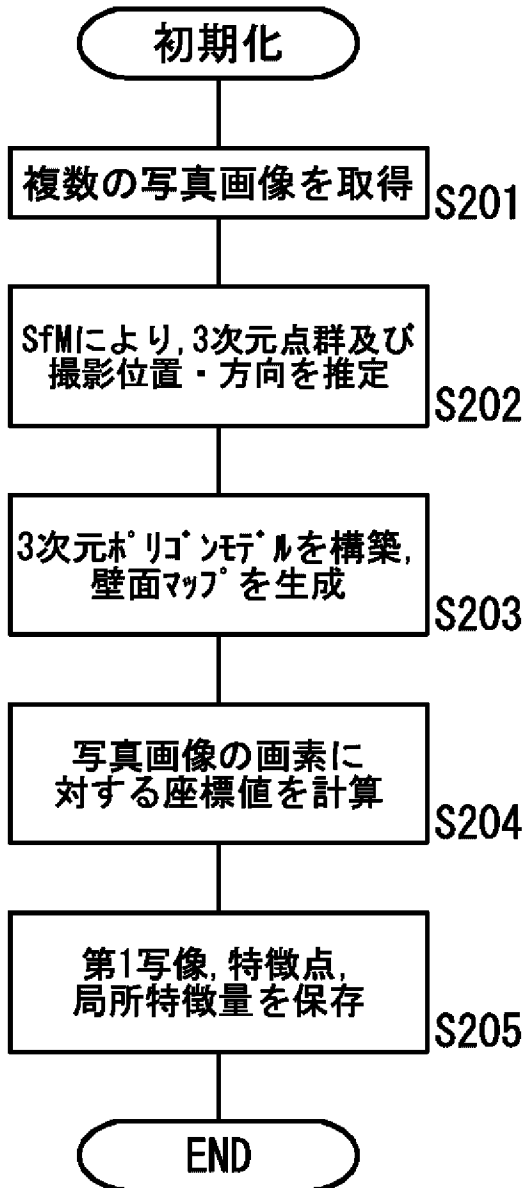 初期化
複数の写真画像を取得
S201
SfMにより, 3次元点群及び
撮影位置・方向を推定
S202
3次元ﾎﾟﾘｺﾞﾝﾓﾃﾞﾙを構築,
壁面ﾏｯﾌﾟを生成
S203
写真画像の画素に
対する座標値を計算
S204
第1写像, 特徴点,
局所特徴量を保存
S205
END